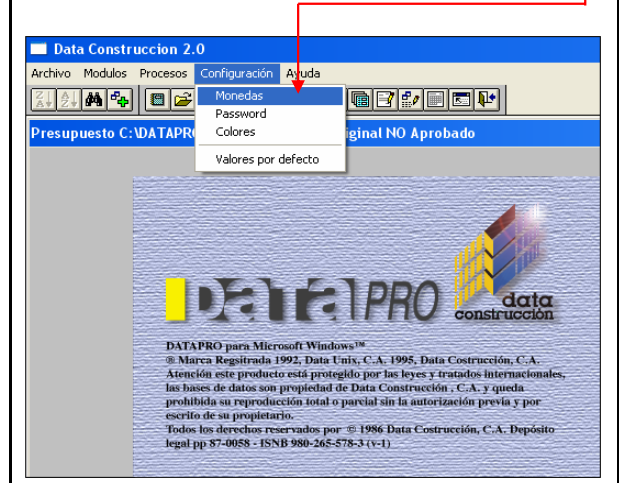 Data Construccion 2.0
Archivo Modulos Procesos Configuración Ayuda
Monedas
Password
Colores
Valores por defecto
Presupuesto C:\DATAPR
iginal NO Aprobado
DATAPRO
data
construcción
DATAPRO para Microsoft Windows™
® Marca Regsitrada 1992, Data Unix, C.A. 1995, Data Costrucción, C.A.
Atención este producto está protegido por las leyes y tratados internacionales,
las bases de datos son propiedad de Data Construcción , C.A. y queda
prohibida su reproducción total o parcial sin la autorización previa y por
escrito de su propietario.
Todos los derechos reservados por © 1986 Data Costrucción, C.A. Depósito
legal pp 87-0058 - ISNB 980-265-578-3 (v-1)